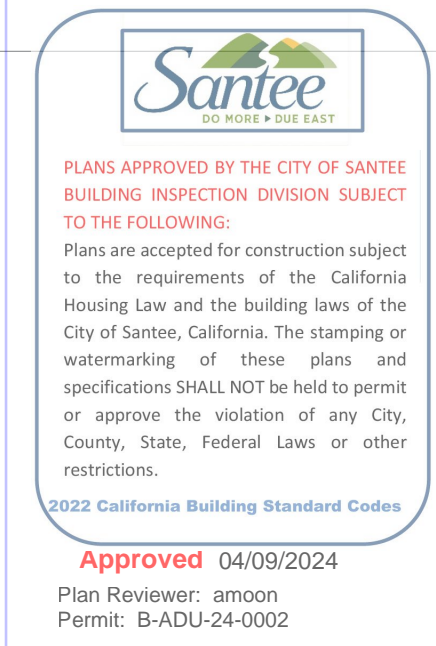 Santee
DO MORE ▶ DUE EAST
PLANS APPROVED BY THE CITY OF SANTEE
BUILDING INSPECTION DIVISION SUBJECT
TO THE FOLLOWING:
Plans are accepted for construction subject
to the requirements of the California
Housing Law and the building laws of the
City of Santee, California. The stamping or
watermarking of these plans and
specifications SHALL NOT be held to permit
or approve the violation of any City,
County, State, Federal Laws or other
restrictions.
2022 California Building Standard Codes
Approved 04/09/2024
Plan Reviewer: amoon
Permit: B-ADU-24-0002